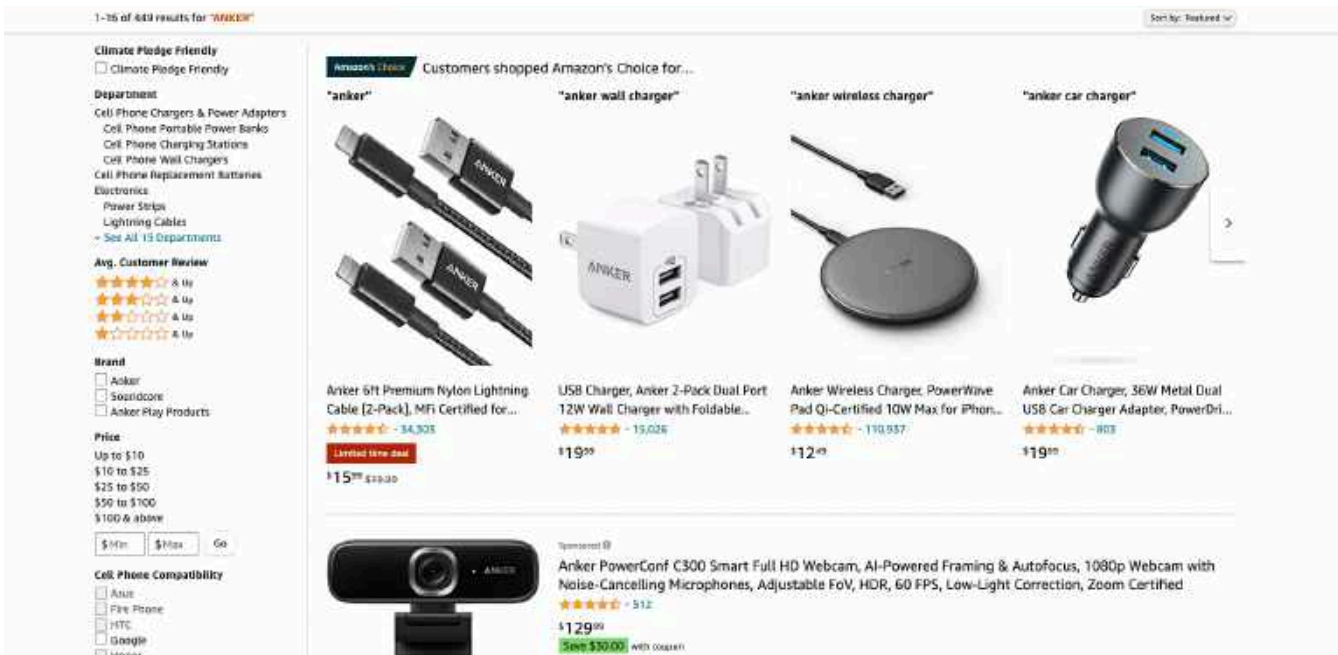 1-16 of 449 results for "ANKER"
Sort by: Featured
Climate Pledge Friendly
Climate Pledge Friendly
Department
Cell Phone Chargers & Power Adapters
Cell Phone Portable Power Banks
Cell Phone Charging Stations
Cell Phone Wall Chargers
Cell Phone Replacement Batteries
Electronics
Power Strips
Lightning Cables
See All 15 Departments
Avg. Customer Review
& Up
& Up
& Up
& Up
Brand
Anker
Soundcore
Anker Play Products
Price
Up to $10
$10 to $25
$25 to $50
$50 to $100
$100 & above
$ Min $ Max Go
Cell Phone Compatibility
Asus
Fire Phone
HTC
Google
Amazon's Choice Customers shopped Amazon's Choice for...
"anker"
ANKER
ANKER
Anker 6ft Premium Nylon Lightning
Cable [2-Pack], MFi Certified for...
34,303
Limited time deal
$15.99
"anker wall charger"
ANKER
USB Charger, Anker 2-Pack Dual Port
12W Wall Charger with Foldable...
15,026
$19.99
"anker wireless charger"
Anker Wireless Charger, PowerWave
Pad Qi-Certified 10W Max for iPhon...
110,937
$12.49
"anker car charger"
Anker Car Charger, 36W Metal Dual
USB Car Charger Adapter, PowerDri...
803
$19.99
ANKER
Sponsored
Anker PowerConf C300 Smart Full HD Webcam, AI-Powered Framing & Autofocus, 1080p Webcam with
Noise-Cancelling Microphones, Adjustable FoV, HDR, 60 FPS, Low-Light Correction, Zoom Certified
512
$129.99
Save $30.00 with coupon